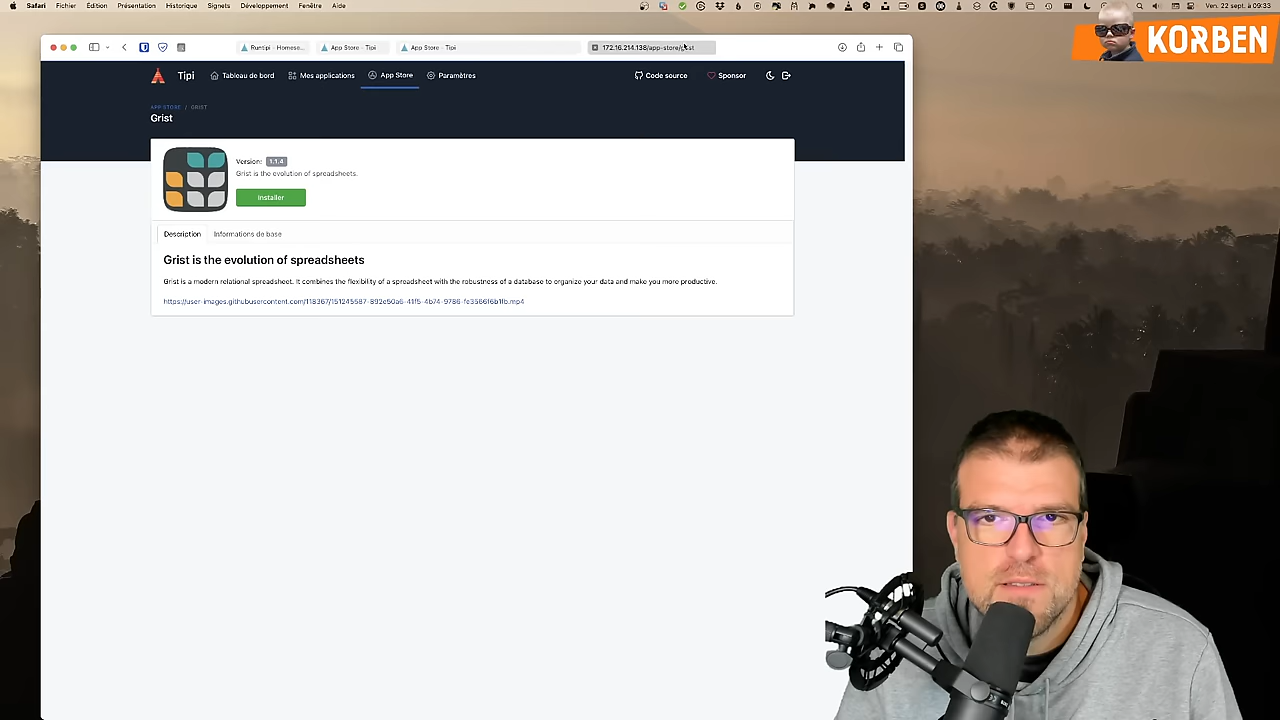 Safari Fichier Édition Présentation Historique Signets Développement Fenêtre Aide
Ven. 22 sept. à 09:33
KORBEN
Runtipi - Homese...
App Store - Tipi
App Store - Tipi
172.16.214.138/app-store/grist
Tipi
Tableau de bord
Mes applications
App Store
Paramètres
Code source
Sponsor
APP STORE / GRIST
Grist
Version: 1.1.4
Grist is the evolution of spreadsheets.
Installer
Description
Informations de base
Grist is the evolution of spreadsheets
Grist is a modern relational spreadsheet. It combines the flexibility of a spreadsheet with the robustness of a database to organize your data and make you more productive.